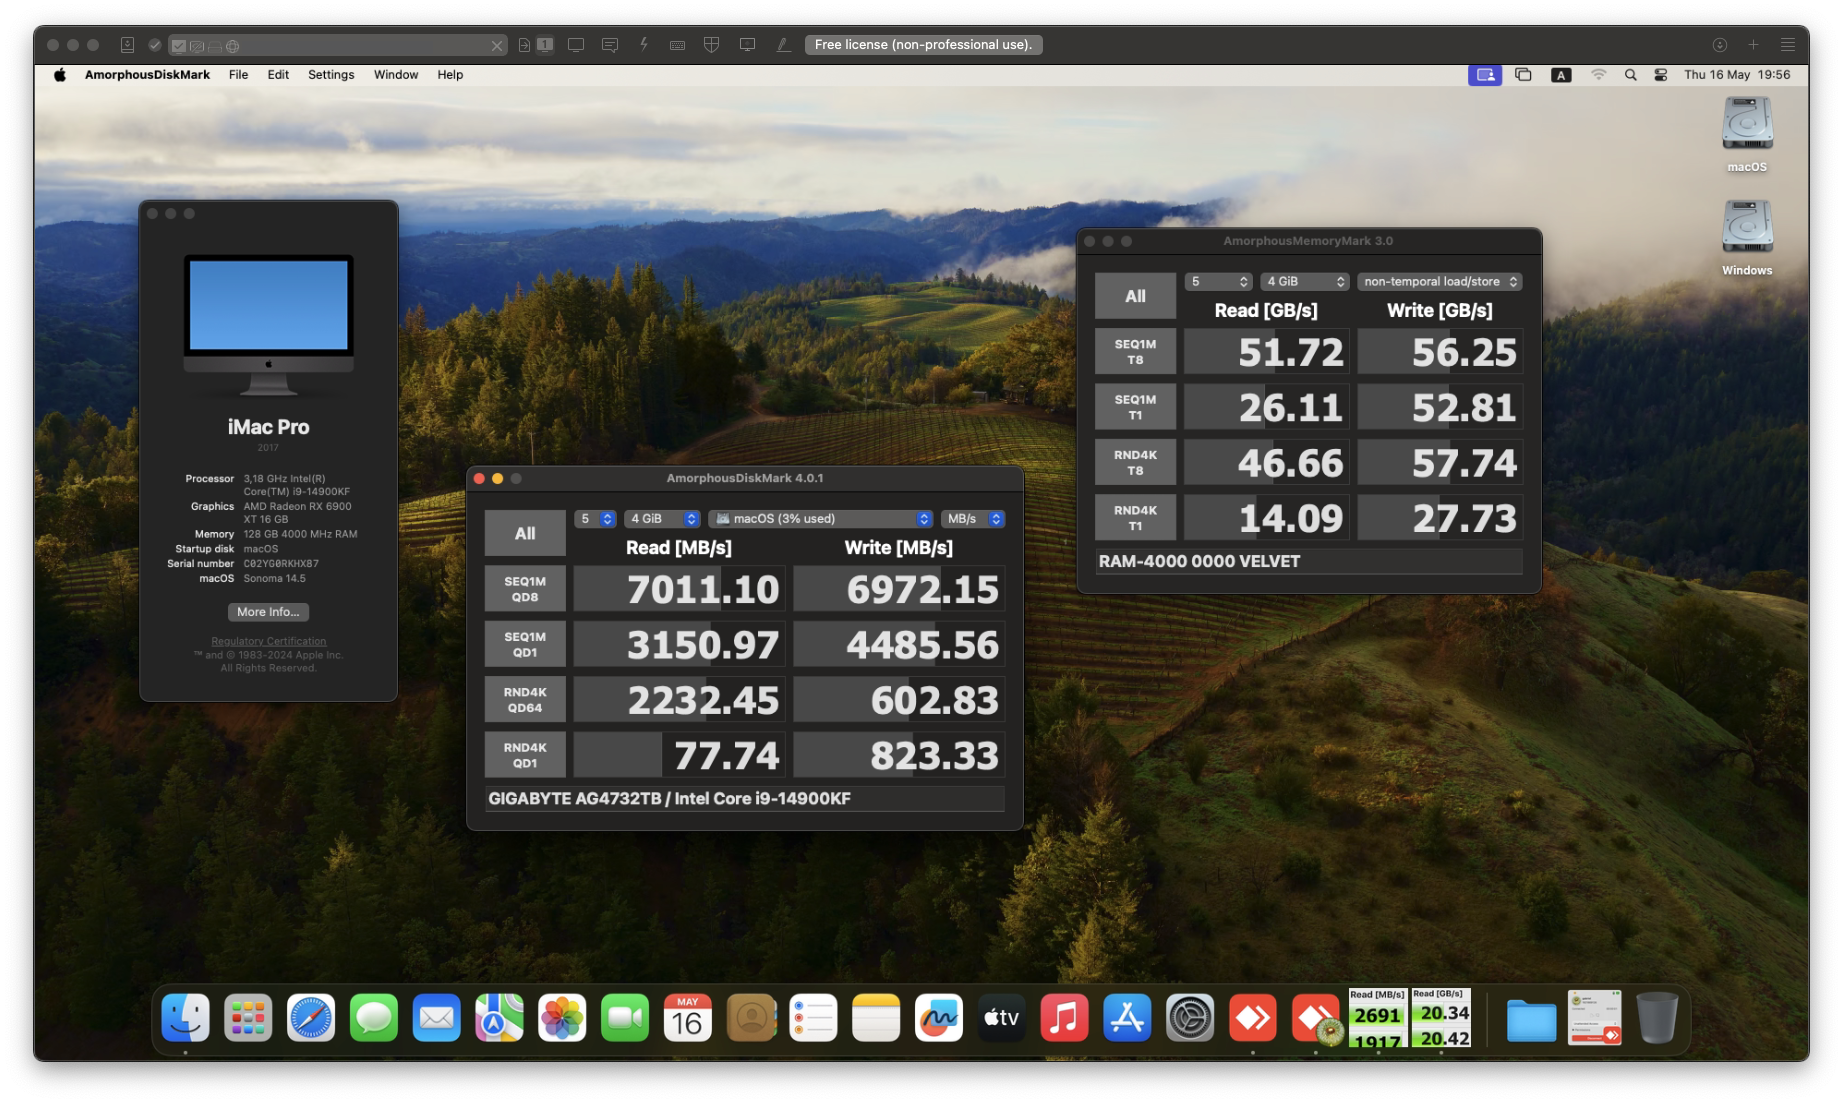 1
Free license (non-professional use).
AmorphousDiskMark File Edit Settings Window Help
A
Thu 16 May 19:56
macOS
Windows
iMac Pro
2017
Processor 3,18 GHz Intel(R)
Core(TM) i9-14900KF
Graphics AMD Radeon RX 6900
XT 16 GB
Memory 128 GB 4000 MHz RAM
Startup disk macOS
Serial number C02YG0RKHX87
macOS Sonoma 14.5
More Info...
Regulatory Certification
™ and © 1983-2024 Apple Inc.
All Rights Reserved.
AmorphousDiskMark 4.0.1
All
5 4 GiB macOS (3% used) MB/s
Read [MB/s] Write [MB/s]
SEQ1M
QD8
7011.10 6972.15
SEQ1M
QD1
3150.97 4485.56
RND4K
QD64
2232.45 602.83
RND4K
QD1
77.74 823.33
GIGABYTE AG4732TB / Intel Core i9-14900KF
AmorphousMemoryMark 3.0
All
5 4 GiB non-temporal load/store
Read [GB/s] Write [GB/s]
SEQ1M
T8
51.72 56.25
SEQ1M
T1
26.11 52.81
RND4K
T8
46.66 57.74
RND4K
T1
14.09 27.73
RAM-4000 0000 VELVET
MAY
16
tv
Read [MB/s]
2691
1917
Read [GB/s]
20.34
20.42